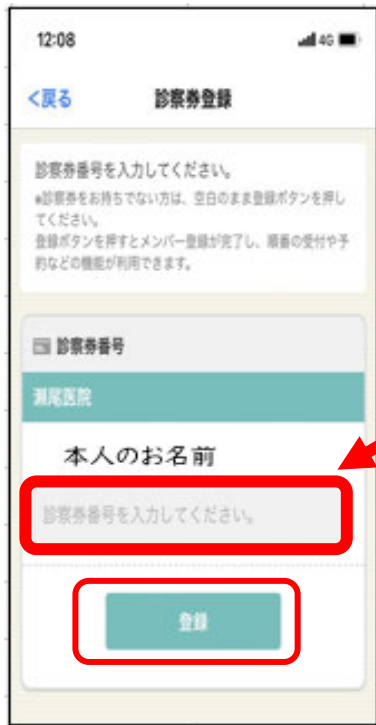 12:08
4G
<戻る
診察券登録
診察券番号を入力してください。
※診察券をお持ちでない方は、空白のまま登録ボタンを押し
てください。
登録ボタンを押すとメンバー登録が完了し、順番の受付や予
約などの機能が利用できます。
診察券番号
瀬尾医院
本人のお名前
診察券番号を入力してください。
登録